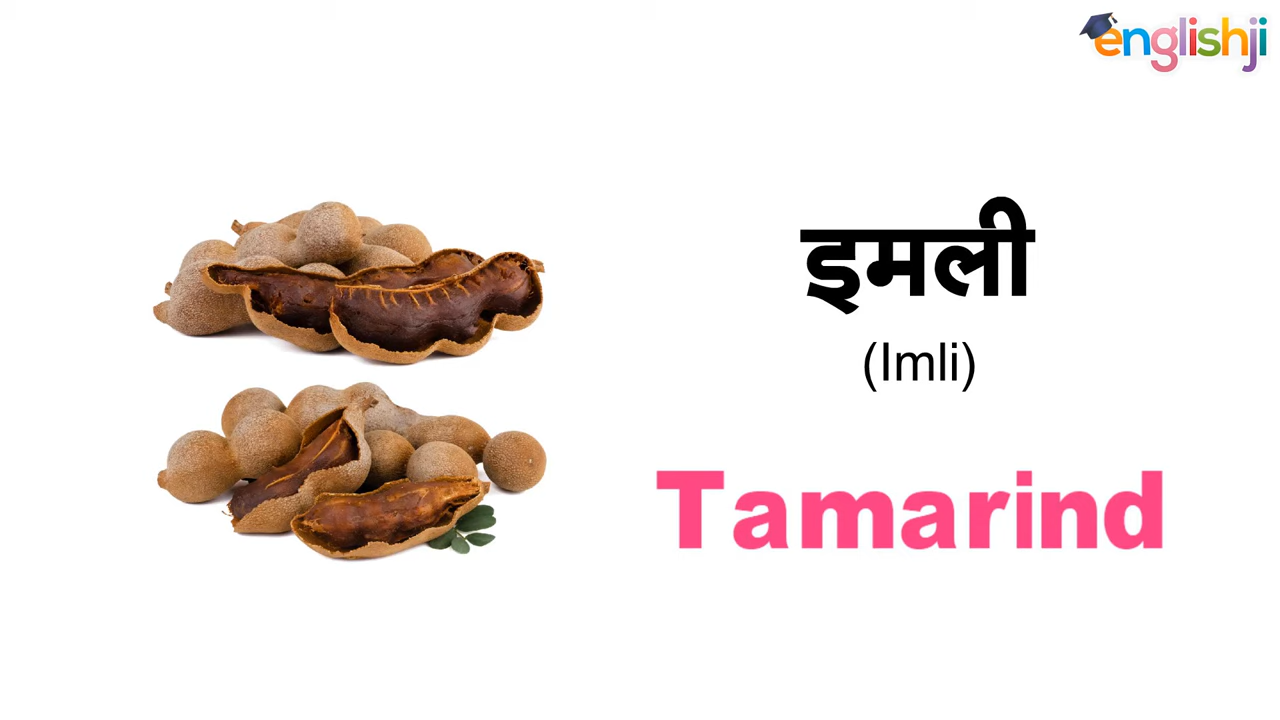 englishji
इमली
(Imli)
Tamarind